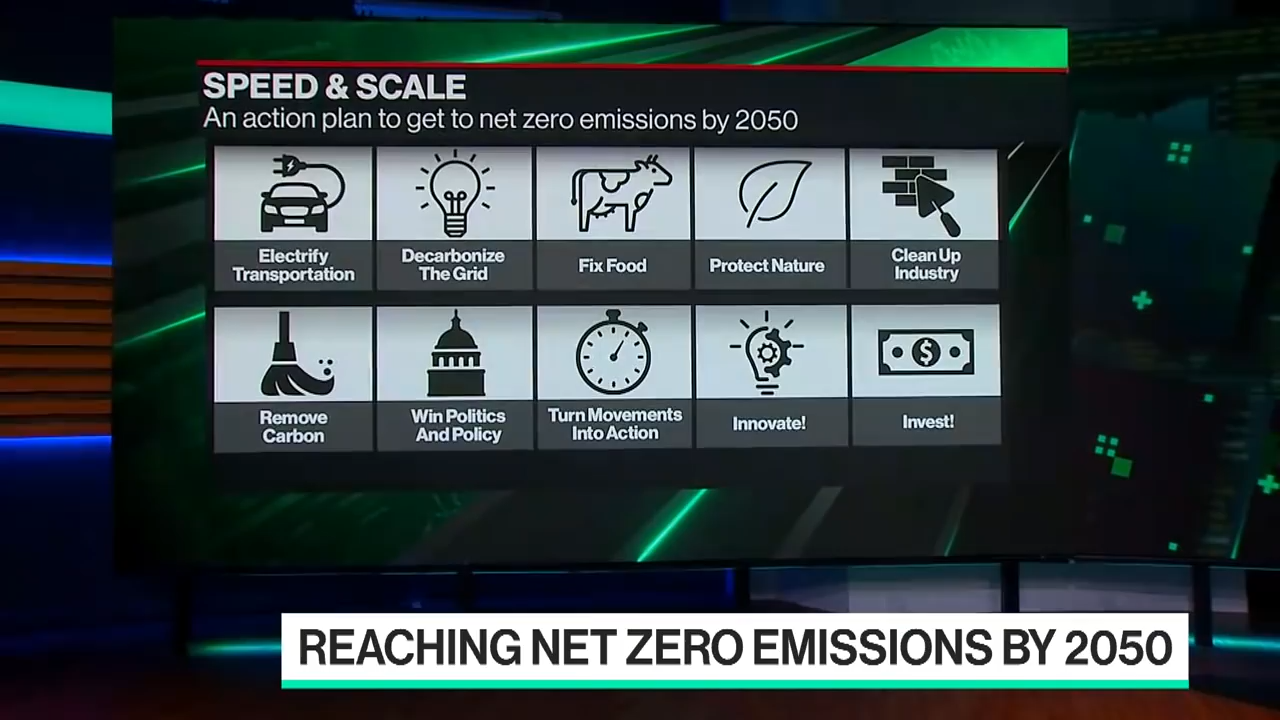 SPEED & SCALE
An action plan to get to net zero emissions by 2050
Electrify
Transportation
Decarbonize
The Grid
Fix Food
Protect Nature
Clean Up
Industry
Remove
Carbon
Win Politics
And Policy
Turn Movements
Into Action
Innovate!
$
Invest!
REACHING NET ZERO EMISSIONS BY 2050